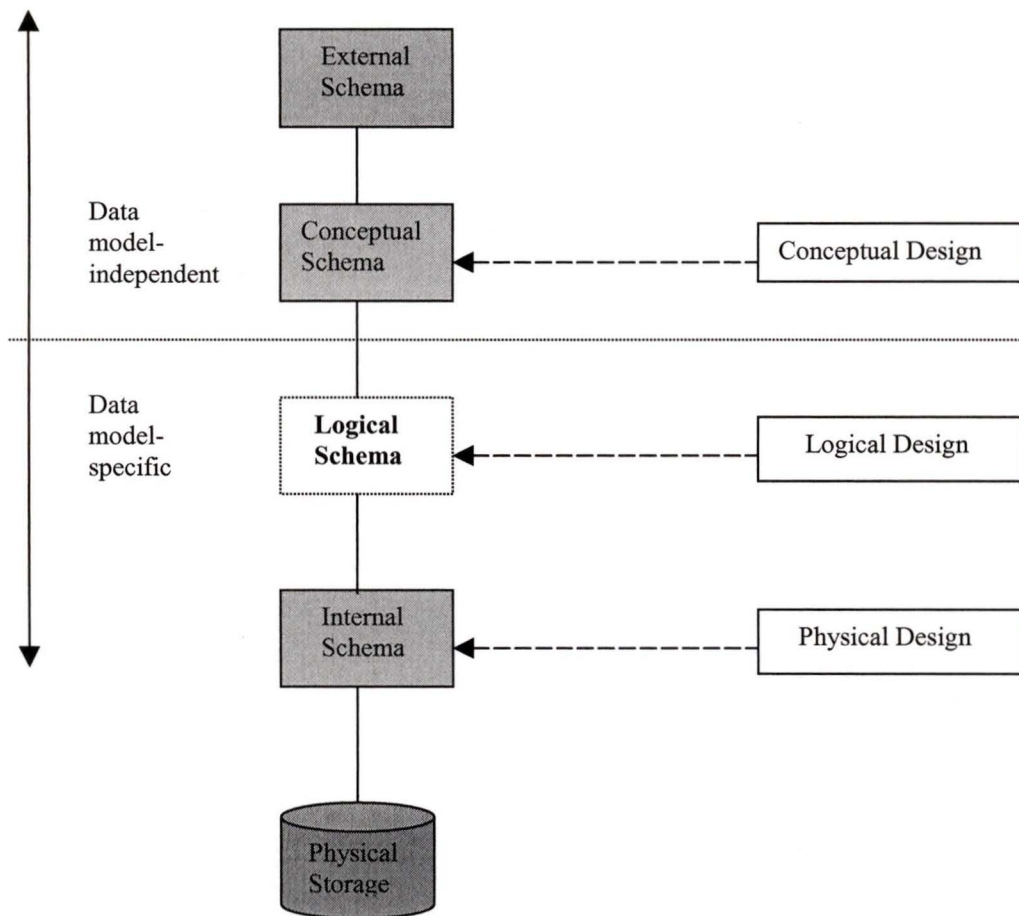 External
Schema
Data
model-
independent
Conceptual
Schema
Conceptual Design
Data
model-
specific
Logical
Schema
Logical Design
Internal
Schema
Physical Design
Physical
Storage